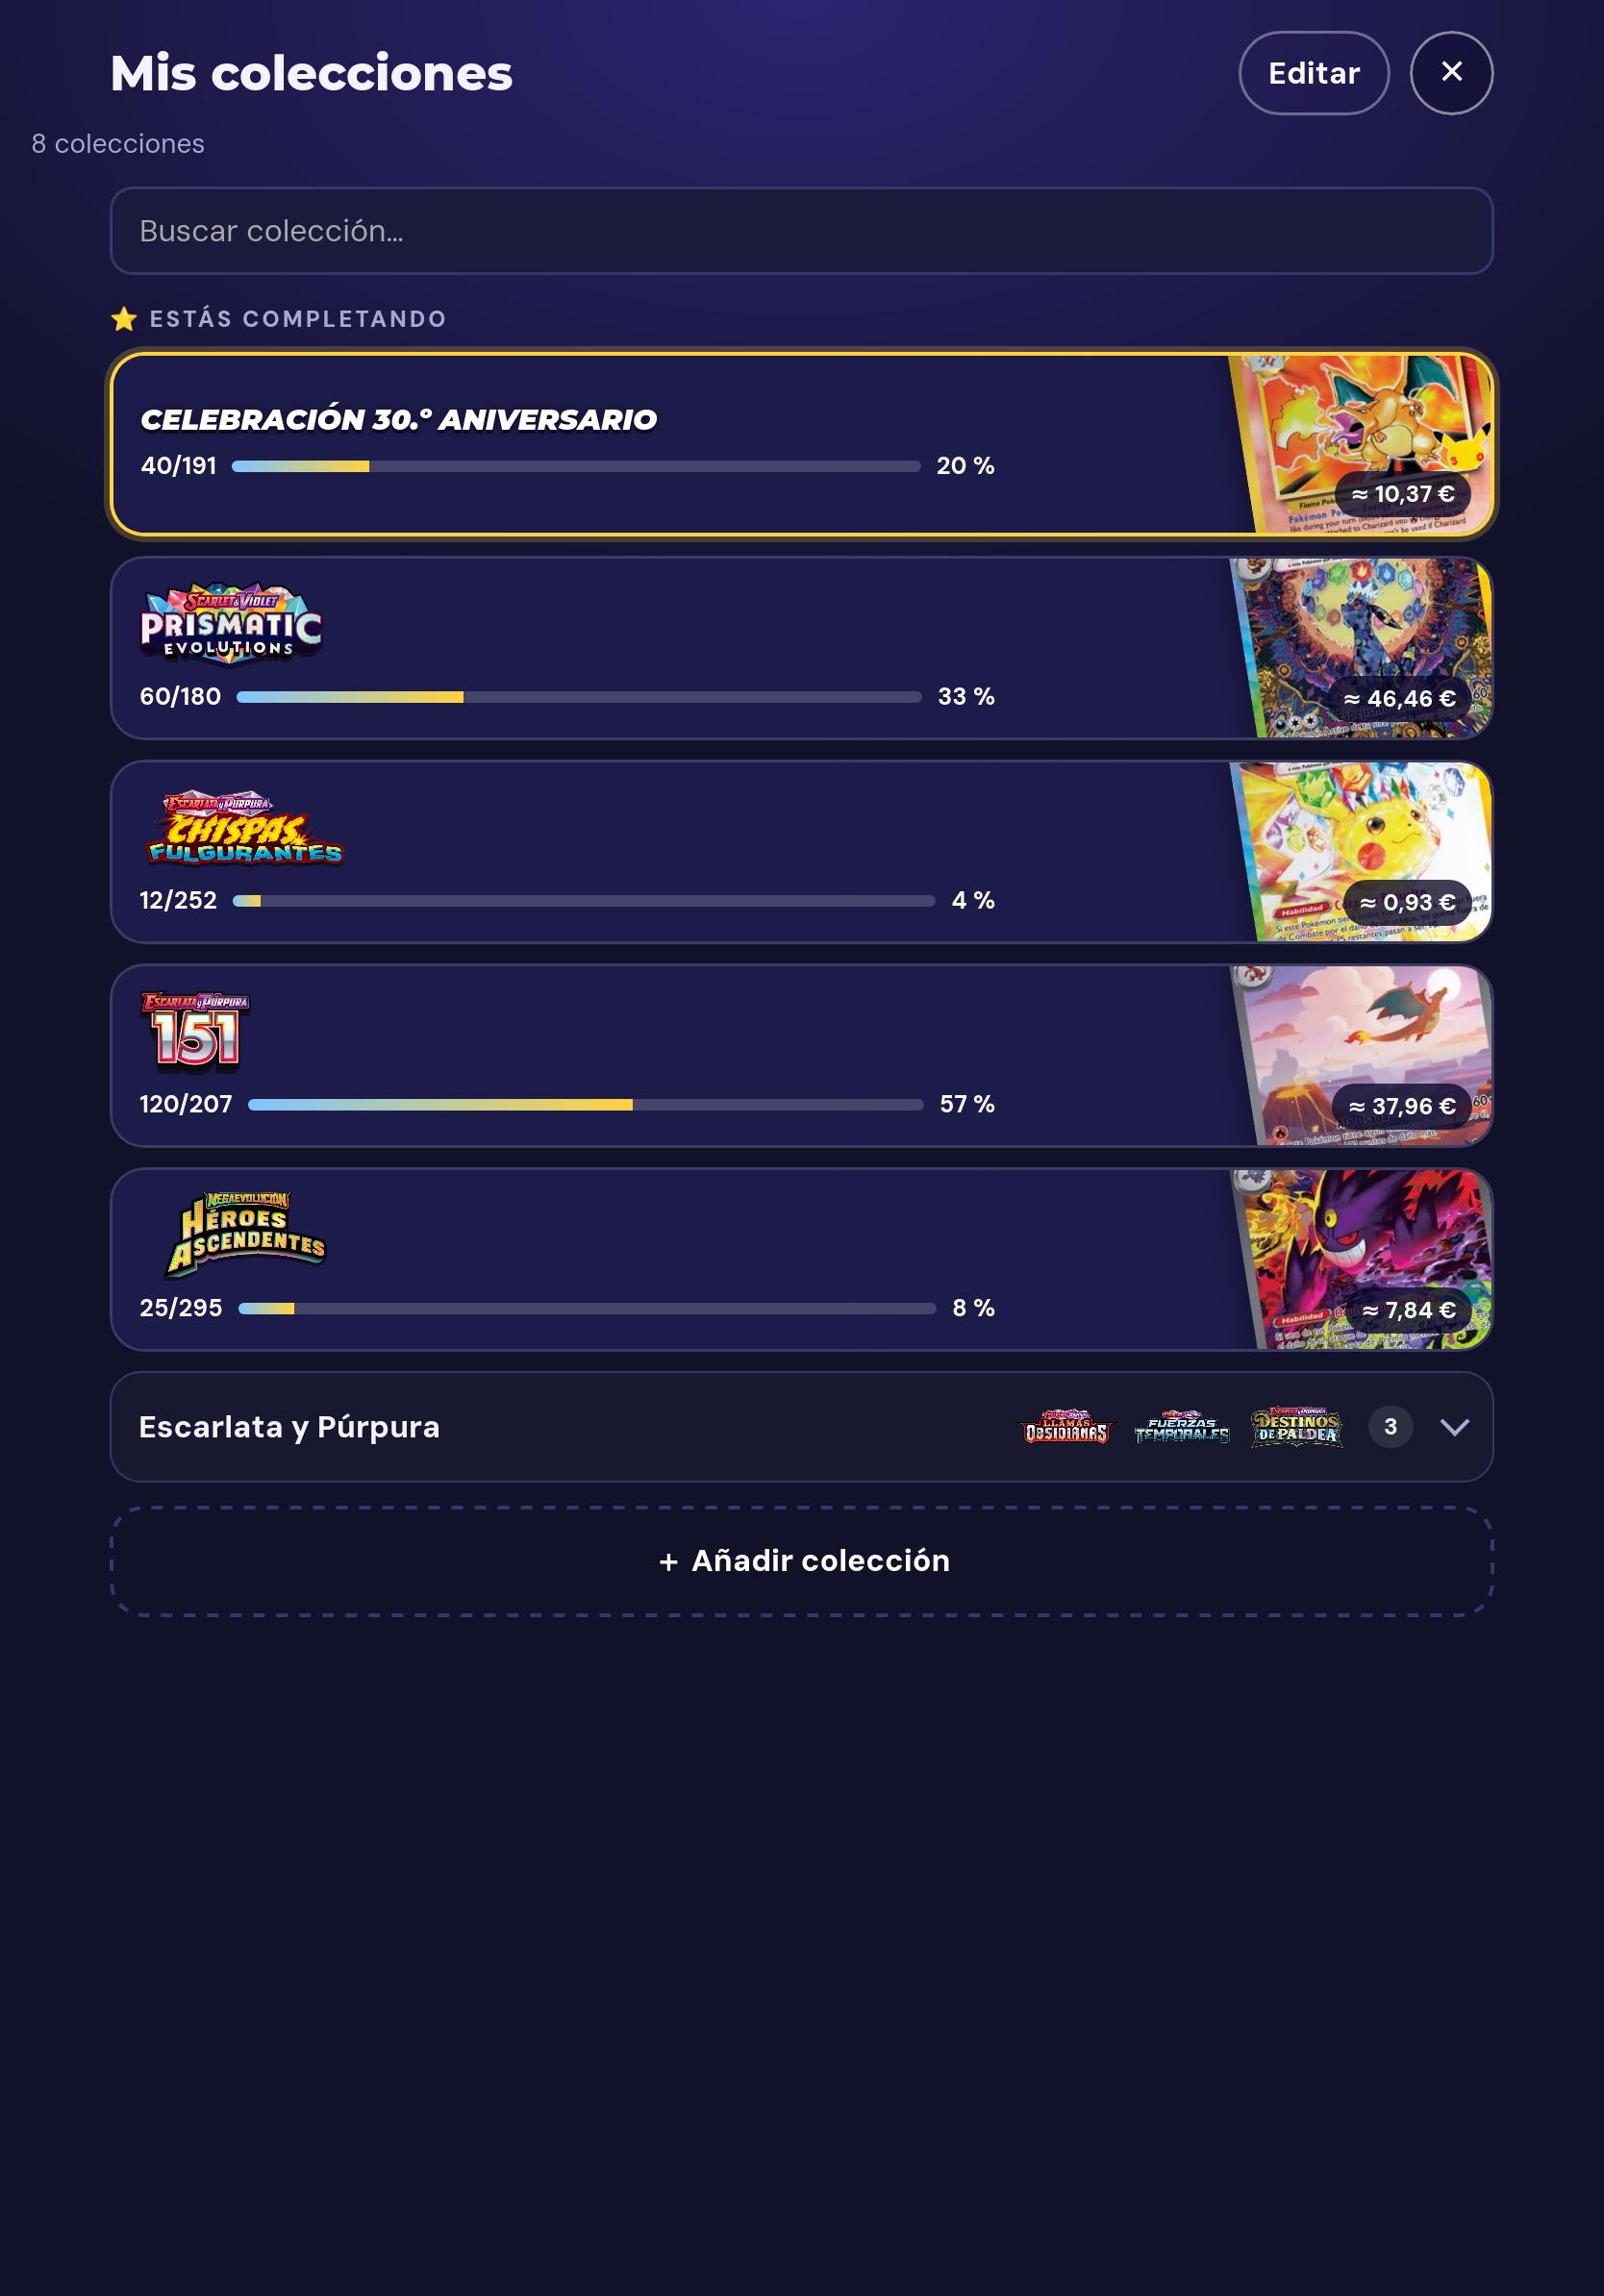 Mis colecciones
Editar
✕
8 colecciones
Buscar colección...
⭐ ESTÁS COMPLETANDO
CELEBRACIÓN 30.º ANIVERSARIO
40/191
20 %
≈ 10,37 €
SCARLET & VIOLET
PRISMATIC
EVOLUTIONS
60/180
33 %
≈ 46,46 €
ESCARLATA y PÚRPURA
CHISPAS
FULGURANTES
12/252
4 %
Habilidad
≈ 0,93 €
ESCARLATA y PÚRPURA
151
120/207
57 %
≈ 37,96 €
MEGAEVOLUCIÓN
HÉROES
ASCENDENTES
25/295
8 %
Habilidad
≈ 7,84 €
Escarlata y Púrpura
LLAMAS
OBSIDIANAS
FUERZAS
TEMPORALES
DESTINOS
DE PALDEA
3
+ Añadir colección